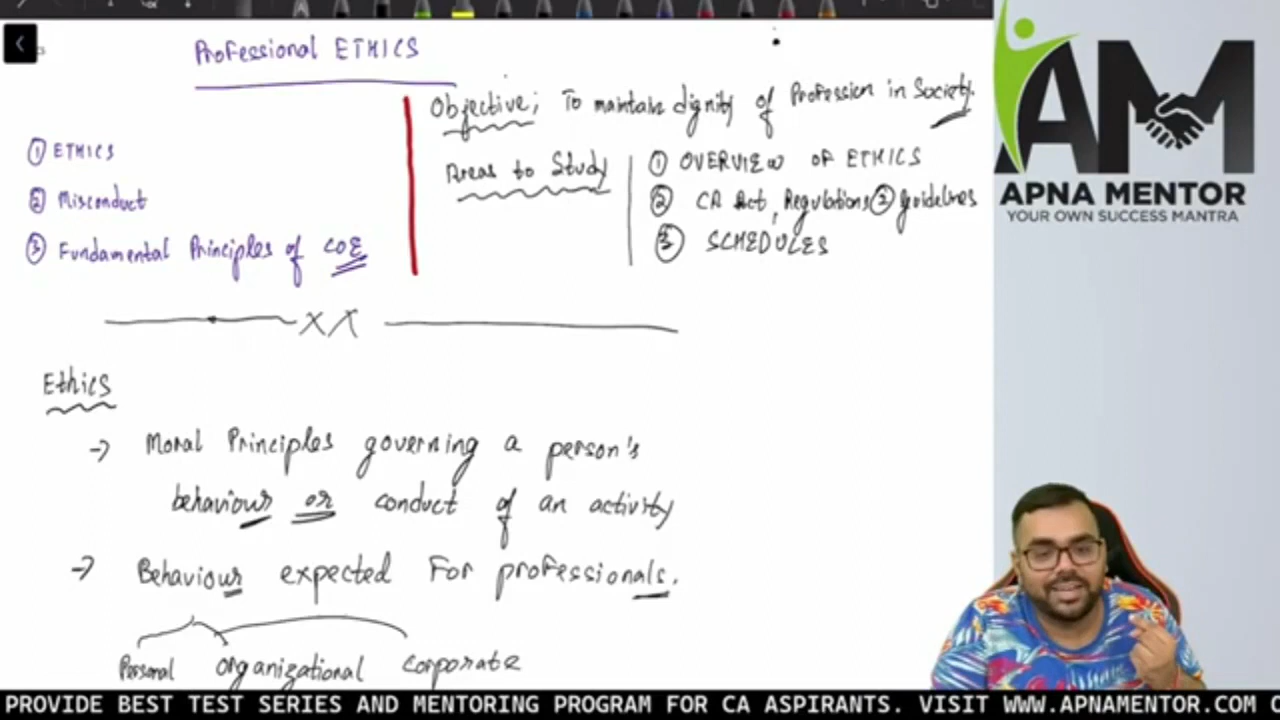 Professional ETHICS
① ETHICS
② Misconduct
③ Fundamental Principles of COE
Objective; To maintain dignity of Profession in Society.
Areas to Study
① OVERVIEW OF ETHICS
② CA Act, Regulations ② guidelines
③ SCHEDULES
XX
Ethics
→ Moral Principles governing a person's
behaviour or conduct of an activity
→ Behaviour expected For professionals.
Personal organizational corporate
AM
APNA MENTOR
YOUR OWN SUCCESS MANTRA
PROVIDE BEST TEST SERIES AND MENTORING PROGRAM FOR CA ASPIRANTS. VISIT WWW.APNAMENTOR.COM